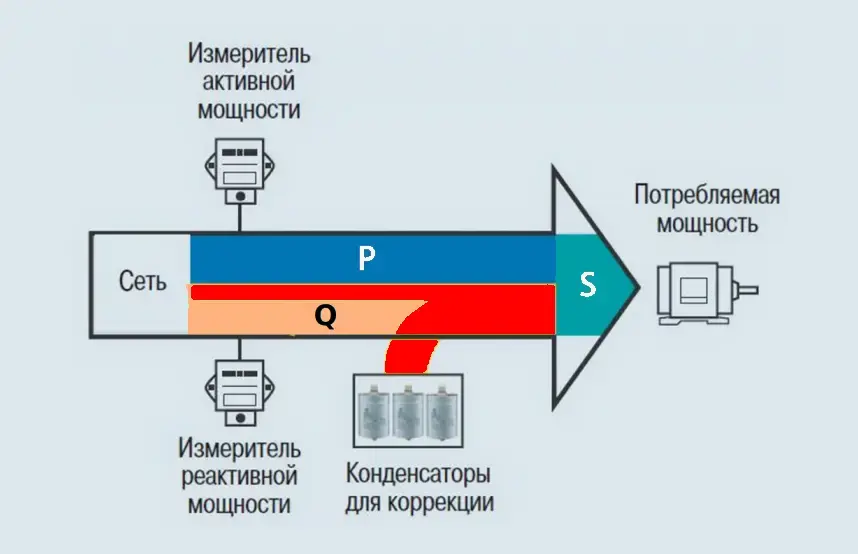 Измеритель
активной
мощности
Потребляемая
мощность
Сеть
P
Q
S
Измеритель
реактивной
мощности
Конденсаторы
для коррекции